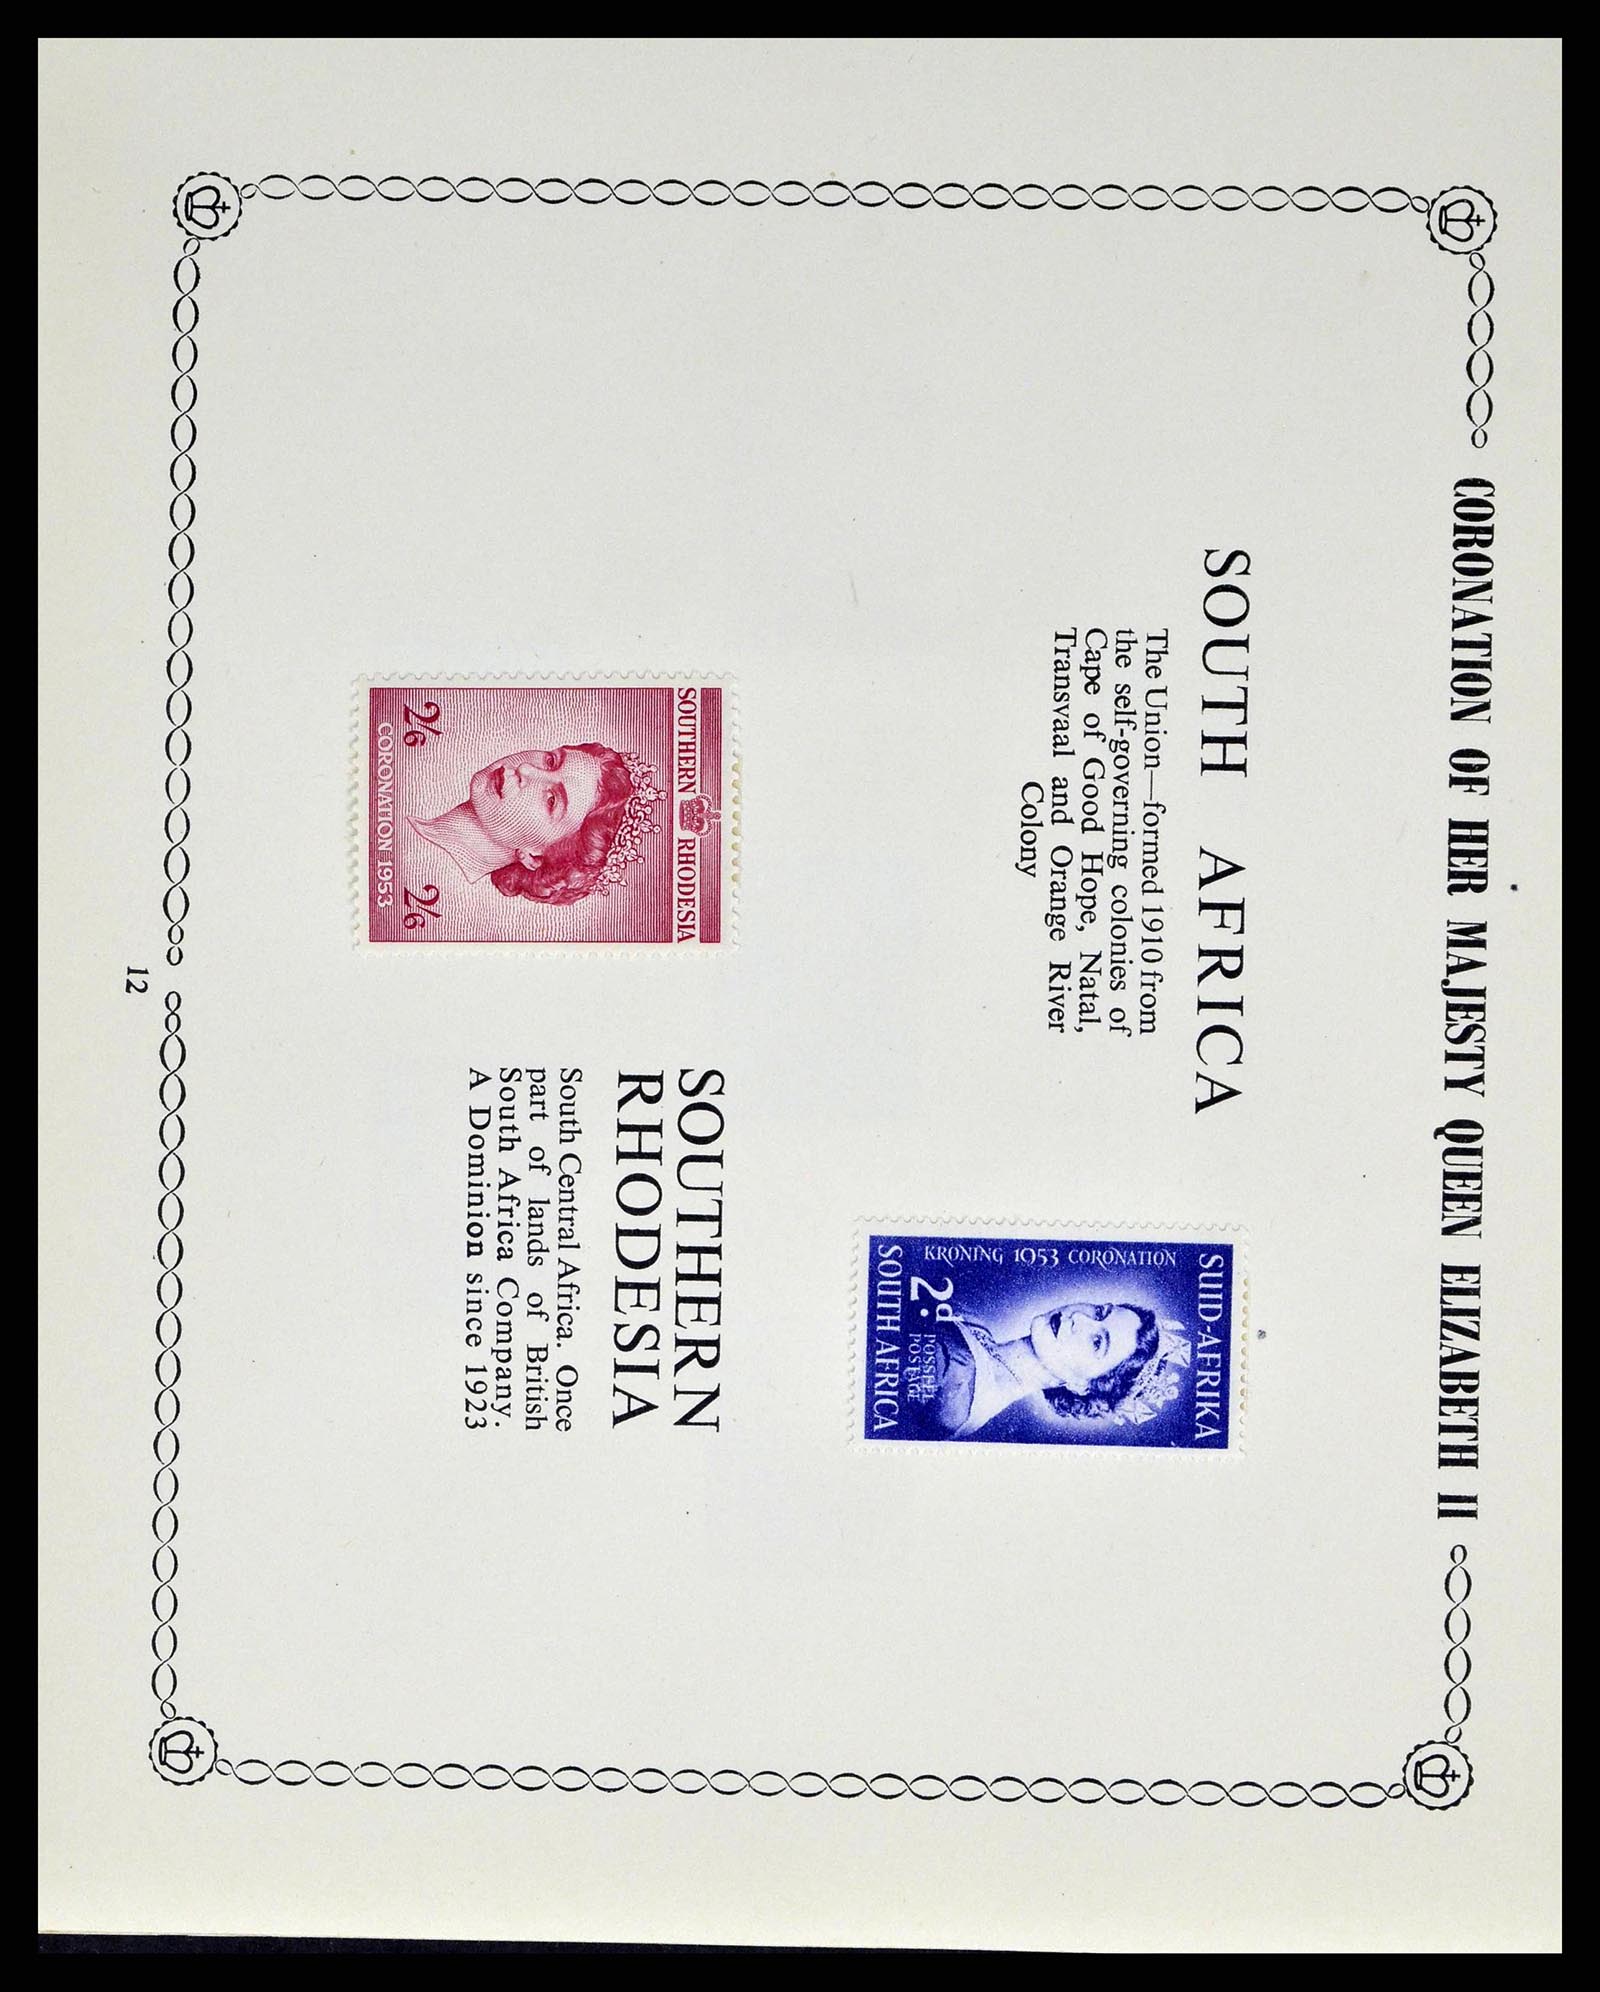 CORONATION OF HER MAJESTY QUEEN ELIZABETH II
SOUTH AFRICA
The Union—formed 1910 from
the self-governing colonies of
Cape of Good Hope, Natal,
Transvaal and Orange River
Colony
SUID-AFRIKA
KRONING 1953 CORONATION
2d
POSSEEL
POSTAGE
SOUTH AFRICA
SOUTHERN RHODESIA
2/6 2/6
CORONATION 1953
SOUTHERN
RHODESIA
South Central Africa. Once
part of lands of British
South Africa Company.
A Dominion since 1923
12